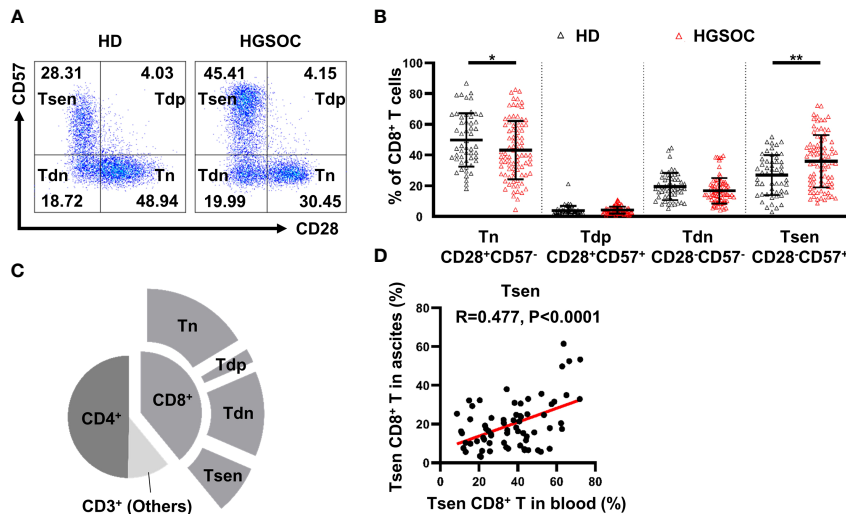 A
HD
HGSOC
CD57
28.31
4.03
Tsen
Tdp
Tdn
Tn
18.72
48.94
45.41
4.15
Tsen
Tdp
Tdn
Tn
19.99
30.45
CD28
B
HD
HGSOC
% of CD8⁺ T cells
100
80
60
40
20
0
*
**
Tn
CD28⁺CD57⁻
Tdp
CD28⁺CD57⁺
Tdn
CD28⁻CD57⁻
Tsen
CD28⁻CD57⁺
C
Tn
Tdp
Tdn
Tsen
CD8⁺
CD4⁺
CD3⁺ (Others)
D
Tsen
R=0.477, P<0.0001
Tsen CD8⁺ T in ascites (%)
80
60
40
20
0
0
20
40
60
80
Tsen CD8⁺ T in blood (%)